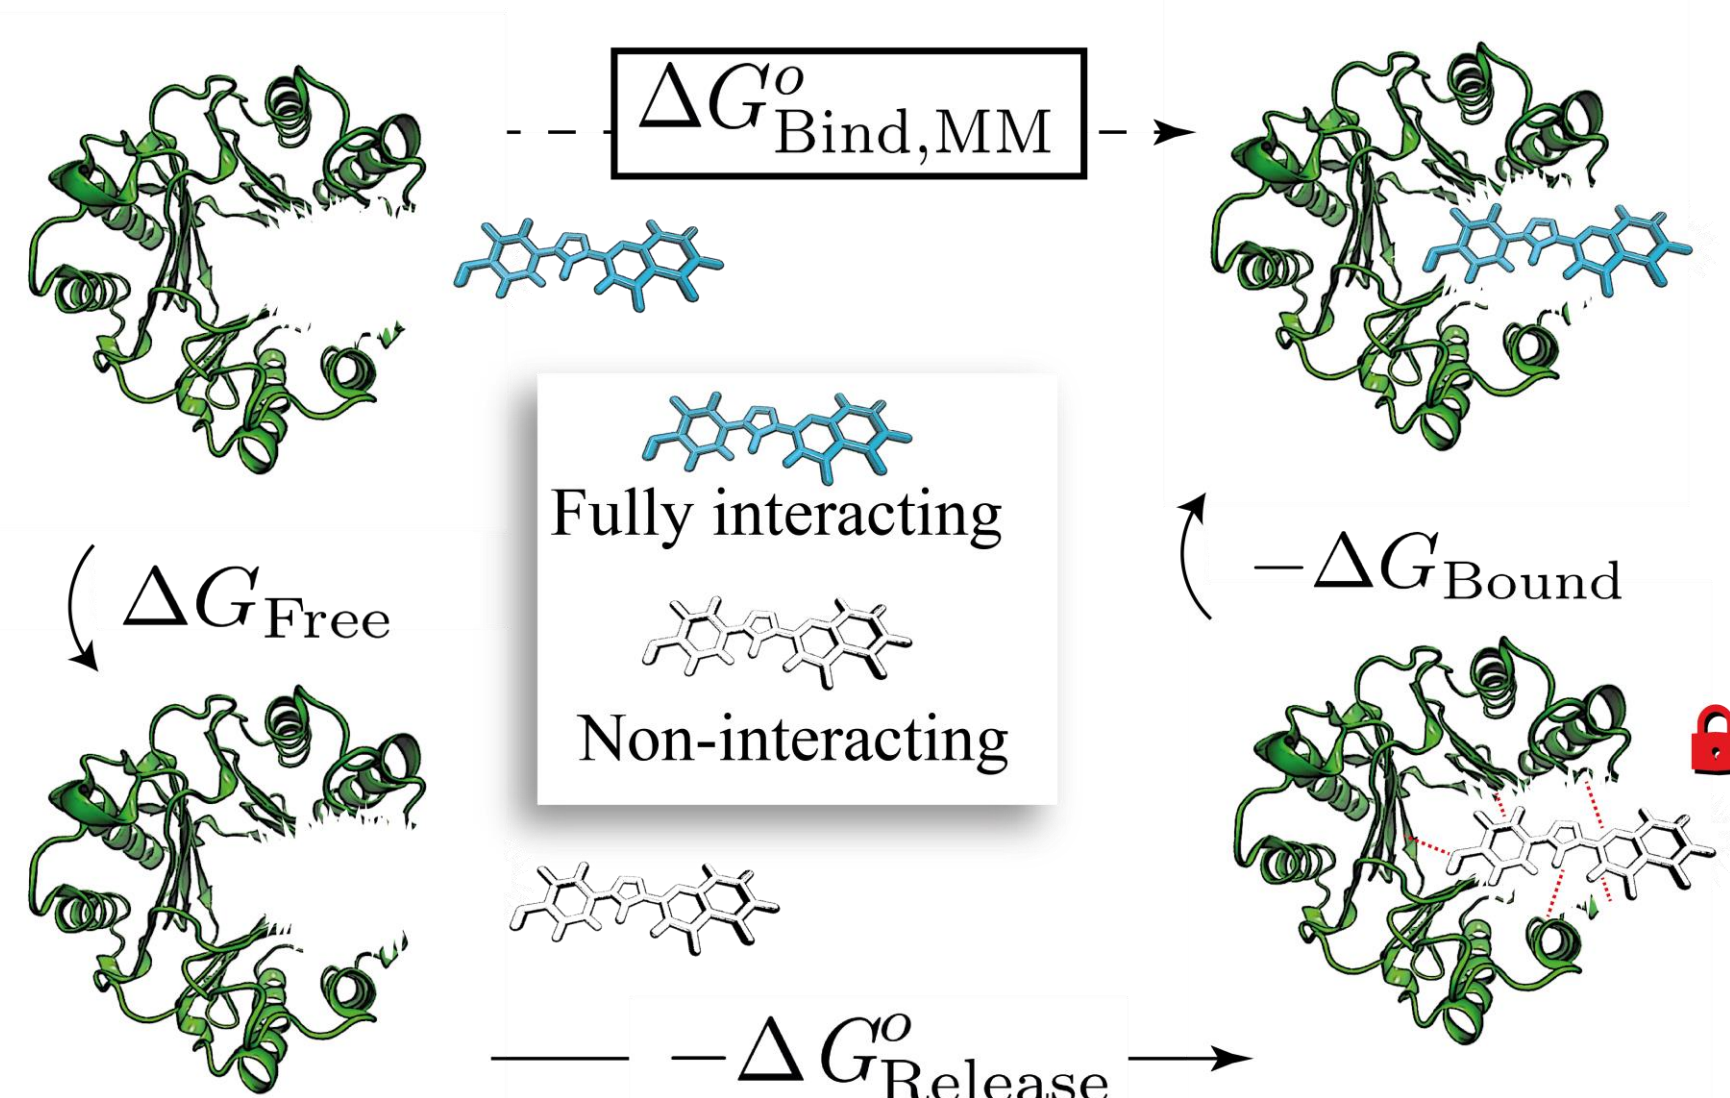 ΔG°Bind,MM
Fully interacting
ΔGFree
−ΔGBound
Non-interacting
−ΔG°Release